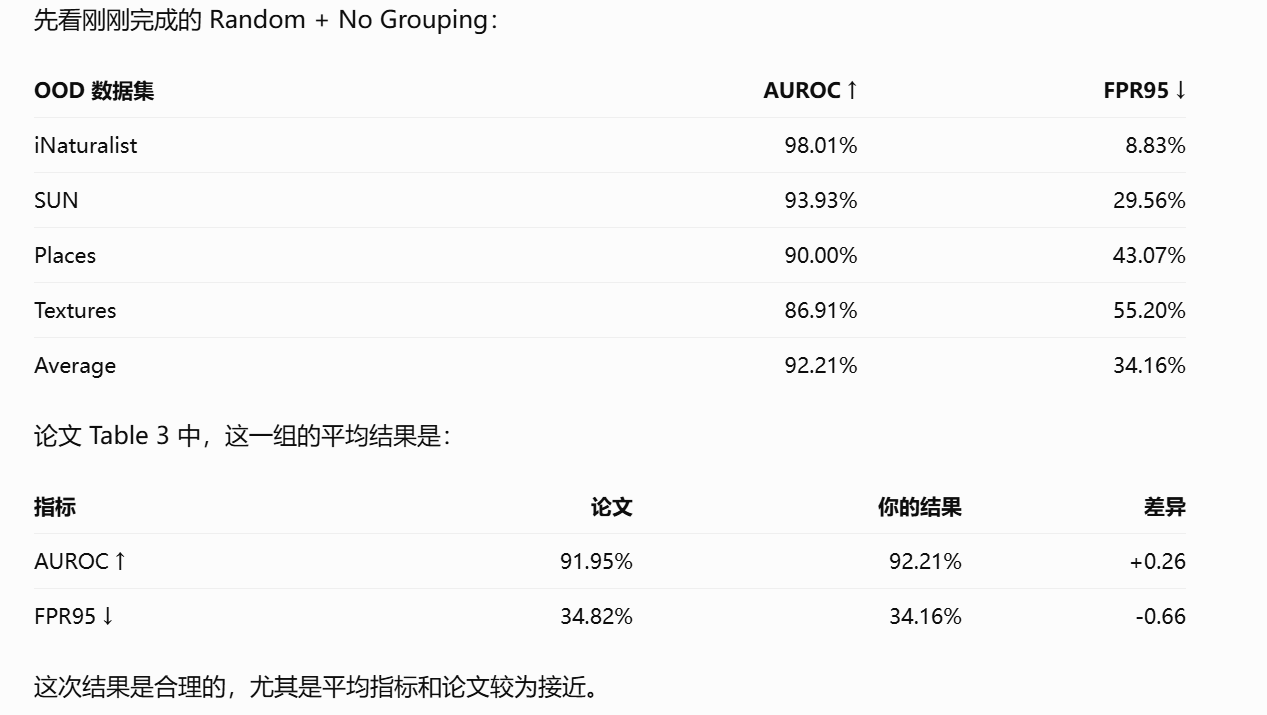 先看刚刚完成的 Random + No Grouping：
OOD 数据集 AUROC ↑ FPR95 ↓
iNaturalist 98.01% 8.83%
SUN 93.93% 29.56%
Places 90.00% 43.07%
Textures 86.91% 55.20%
Average 92.21% 34.16%
论文 Table 3 中，这一组的平均结果是：
指标 论文 你的结果 差异
AUROC ↑ 91.95% 92.21% +0.26
FPR95 ↓ 34.82% 34.16% -0.66
这次结果是合理的，尤其是平均指标和论文较为接近。